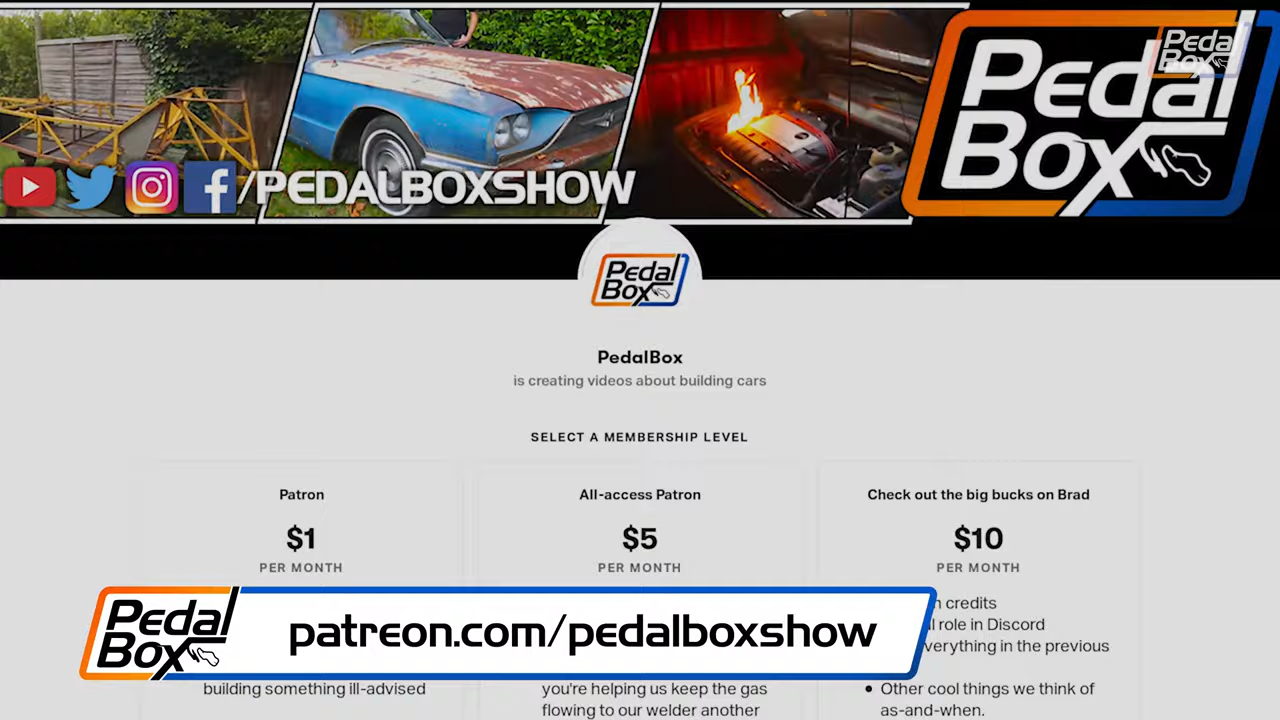 Pedal
Box
Pedal
Box
/PEDALBOXSHOW
Pedal
Box
PedalBox
is creating videos about building cars
SELECT A MEMBERSHIP LEVEL
Patron
$1
PER MONTH
All-access Patron
$5
PER MONTH
Check out the big bucks on Brad
$10
PER MONTH
credits
role in Discord
everything in the previous
Pedal
Box
patreon.com/pedalboxshow
building something ill-advised
you're helping us keep the gas
flowing to our welder another
• Other cool things we think of
as-and-when.